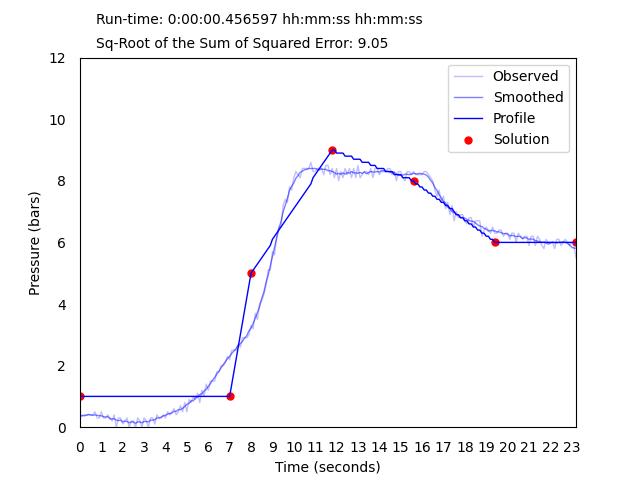 Run-time: 0:00:00.456597 hh:mm:ss hh:mm:ss
Sq-Root of the Sum of Squared Error: 9.05
12
10
8
6
4
2
0
Pressure (bars)
Observed
Smoothed
Profile
Solution
0 1 2 3 4 5 6 7 8 9 10 11 12 13 14 15 16 17 18 19 20 21 22 23
Time (seconds)